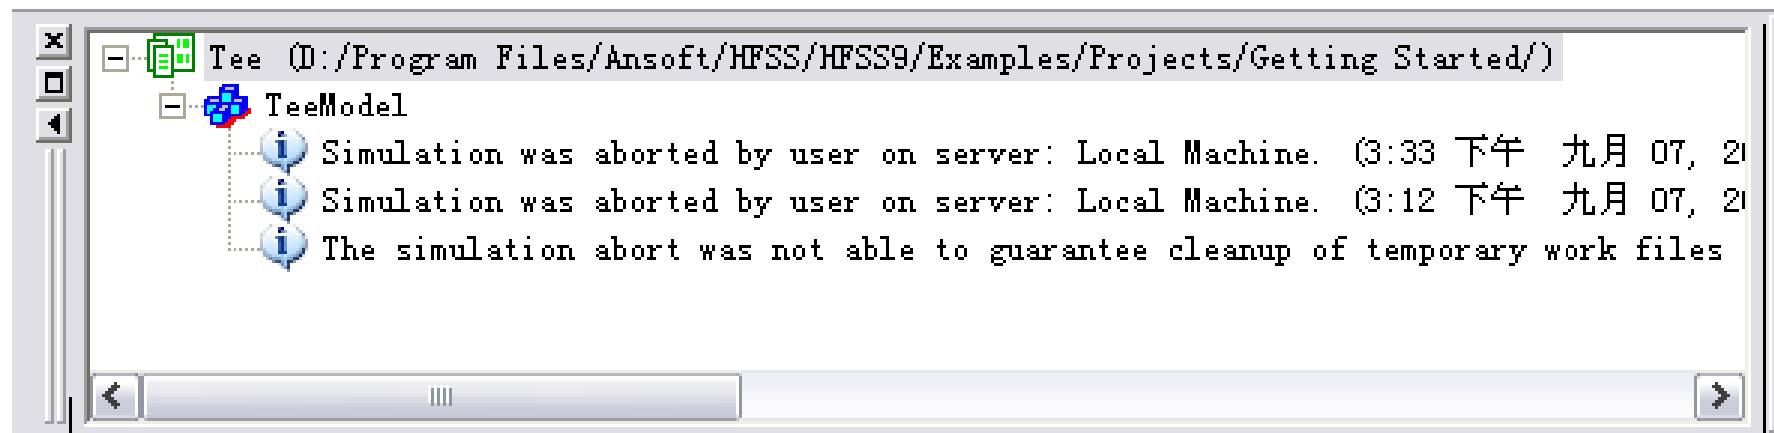 Tee (D:/Program Files/Ansoft/HFSS/HFSS9/Examples/Projects/Getting Started/)
TeeModel
Simulation was aborted by user on server: Local Machine. (3:33 下午 九月 07,
Simulation was aborted by user on server: Local Machine. (3:12 下午 九月 07,
The simulation abort was not able to guarantee cleanup of temporary work files